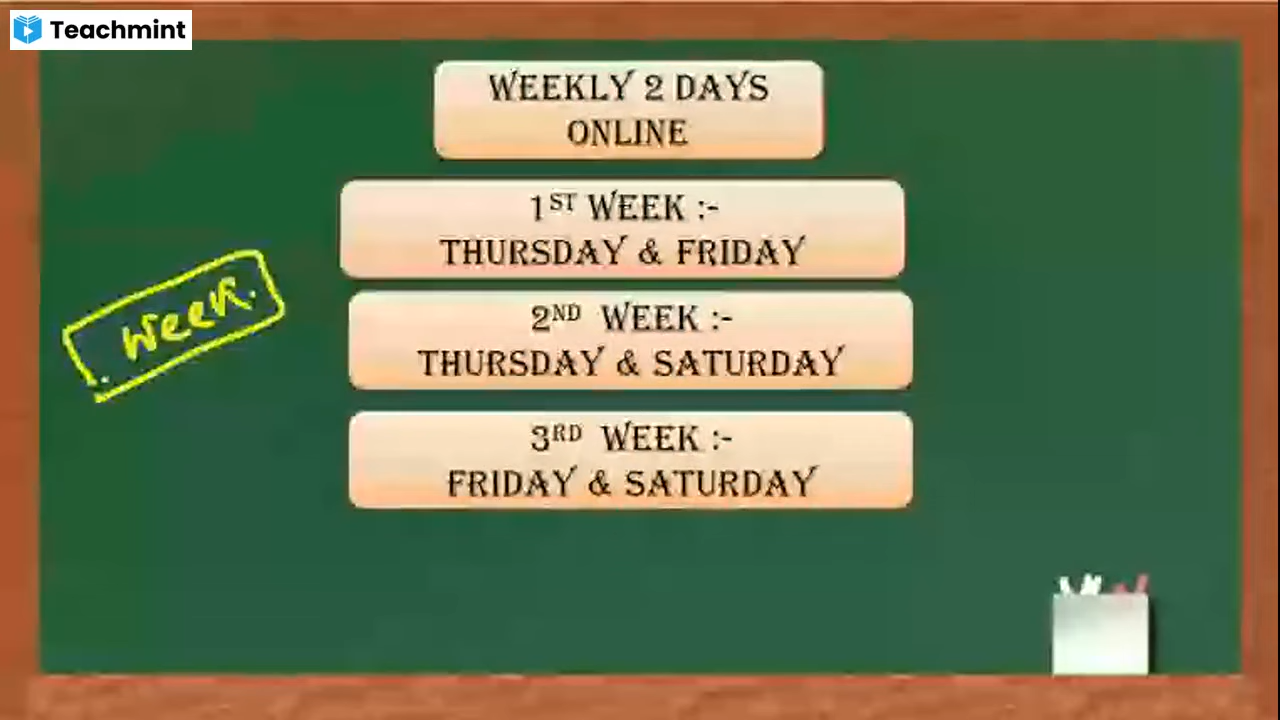 Teachmint
WEEKLY 2 DAYS
ONLINE
1ST WEEK :-
THURSDAY & FRIDAY
Week.
2ND WEEK :-
THURSDAY & SATURDAY
3RD WEEK :-
FRIDAY & SATURDAY